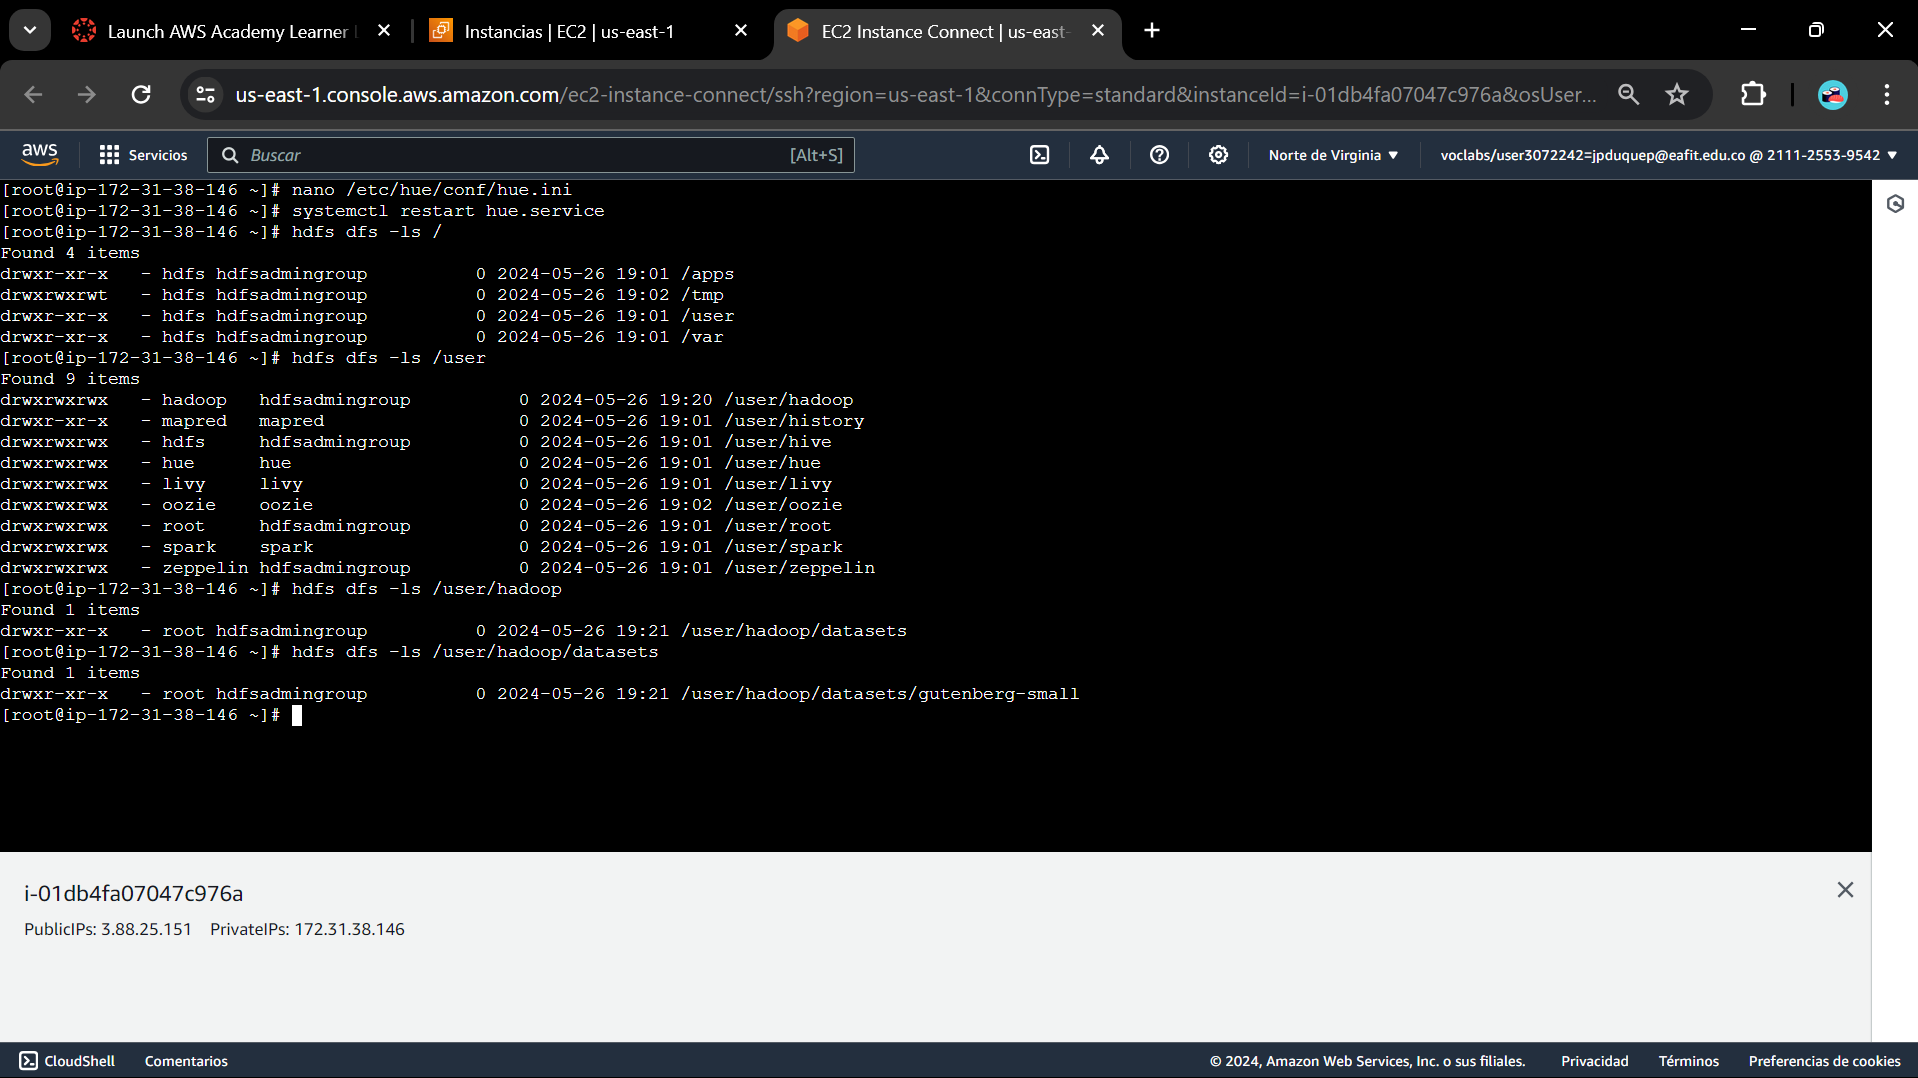 Launch AWS Academy Learner
Instancias | EC2 | us-east-1
EC2 Instance Connect | us-east-
us-east-1.console.aws.amazon.com/ec2-instance-connect/ssh?region=us-east-1&connType=standard&instanceId=i-01db4fa07047c976a&osUser...
aws
Servicios
Buscar
[Alt+S]
Norte de Virginia
voclabs/user3072242=jpduquep@eafit.edu.co @ 2111-2553-9542
[root@ip-172-31-38-146 ~]# nano /etc/hue/conf/hue.ini
[root@ip-172-31-38-146 ~]# systemctl restart hue.service
[root@ip-172-31-38-146 ~]# hdfs dfs -ls /
Found 4 items
drwxr-xr-x   - hdfs hdfsadmingroup          0 2024-05-26 19:01 /apps
drwxrwxrwt   - hdfs hdfsadmingroup          0 2024-05-26 19:02 /tmp
drwxr-xr-x   - hdfs hdfsadmingroup          0 2024-05-26 19:01 /user
drwxr-xr-x   - hdfs hdfsadmingroup          0 2024-05-26 19:01 /var
[root@ip-172-31-38-146 ~]# hdfs dfs -ls /user
Found 9 items
drwxrwxrwx   - hadoop   hdfsadmingroup          0 2024-05-26 19:20 /user/hadoop
drwxr-xr-x   - mapred   mapred                  0 2024-05-26 19:01 /user/history
drwxrwxrwx   - hdfs     hdfsadmingroup          0 2024-05-26 19:01 /user/hive
drwxrwxrwx   - hue      hue                     0 2024-05-26 19:01 /user/hue
drwxrwxrwx   - livy     livy                    0 2024-05-26 19:01 /user/livy
drwxrwxrwx   - oozie    oozie                   0 2024-05-26 19:02 /user/oozie
drwxrwxrwx   - root     hdfsadmingroup          0 2024-05-26 19:01 /user/root
drwxrwxrwx   - spark    spark                   0 2024-05-26 19:01 /user/spark
drwxrwxrwx   - zeppelin hdfsadmingroup          0 2024-05-26 19:01 /user/zeppelin
[root@ip-172-31-38-146 ~]# hdfs dfs -ls /user/hadoop
Found 1 items
drwxr-xr-x   - root hdfsadmingroup          0 2024-05-26 19:21 /user/hadoop/datasets
[root@ip-172-31-38-146 ~]# hdfs dfs -ls /user/hadoop/datasets
Found 1 items
drwxr-xr-x   - root hdfsadmingroup          0 2024-05-26 19:21 /user/hadoop/datasets/gutenberg-small
[root@ip-172-31-38-146 ~]#
i-01db4fa07047c976a
PublicIPs: 3.88.25.151    PrivateIPs: 172.31.38.146
CloudShell
Comentarios
© 2024, Amazon Web Services, Inc. o sus filiales.
Privacidad
Términos
Preferencias de cookies